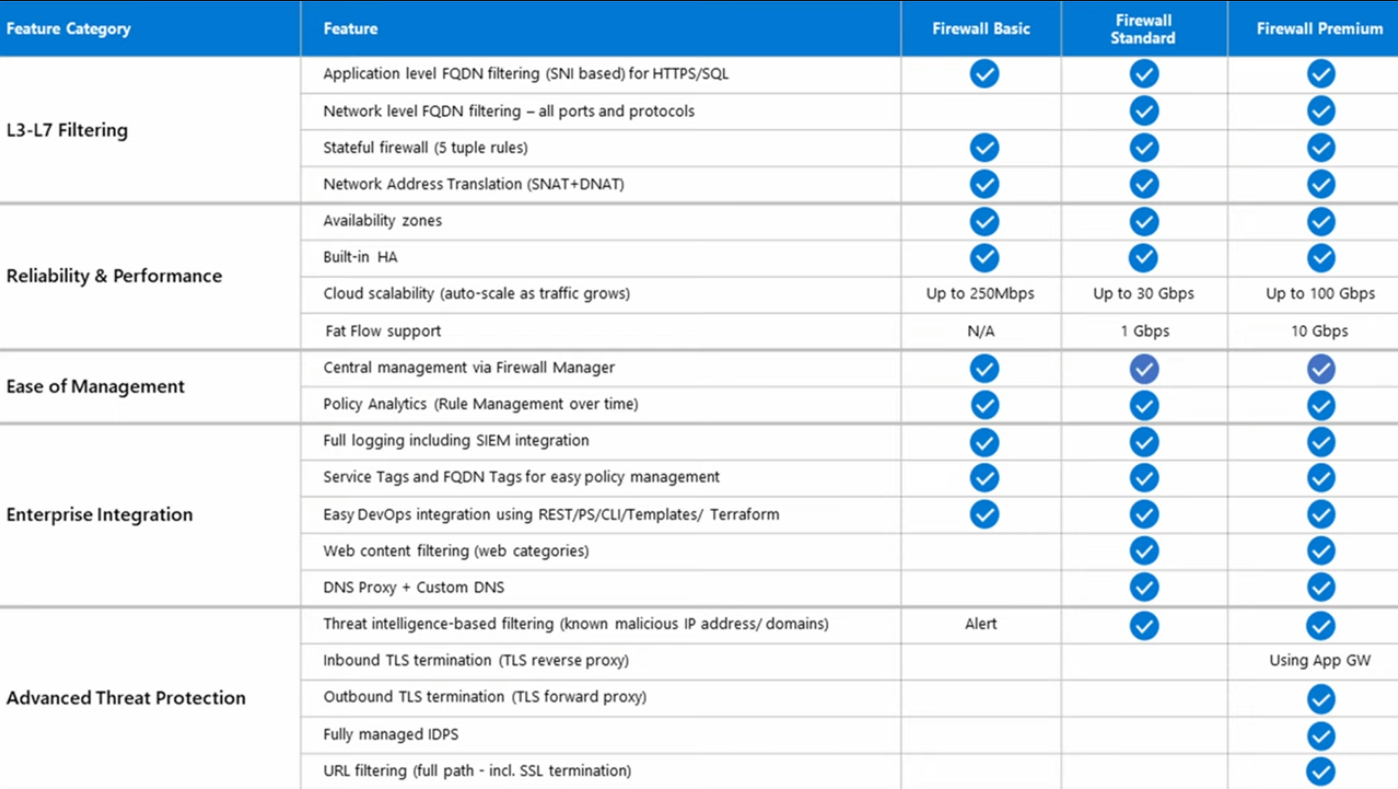 Feature Category
Feature
Firewall Basic
Firewall
Standard
Firewall Premium
L3-L7 Filtering
Application level FQDN filtering (SNI based) for HTTPS/SQL
Network level FQDN filtering – all ports and protocols
Stateful firewall (5 tuple rules)
Network Address Translation (SNAT+DNAT)
Reliability & Performance
Availability zones
Built-in HA
Cloud scalability (auto-scale as traffic grows) Up to 250Mbps Up to 30 Gbps Up to 100 Gbps
Fat Flow support N/A 1 Gbps 10 Gbps
Ease of Management
Central management via Firewall Manager
Policy Analytics (Rule Management over time)
Enterprise Integration
Full logging including SIEM integration
Service Tags and FQDN Tags for easy policy management
Easy DevOps integration using REST/PS/CLI/Templates/ Terraform
Web content filtering (web categories)
DNS Proxy + Custom DNS
Advanced Threat Protection
Threat intelligence-based filtering (known malicious IP address/ domains) Alert
Inbound TLS termination (TLS reverse proxy) Using App GW
Outbound TLS termination (TLS forward proxy)
Fully managed IDPS
URL filtering (full path - incl. SSL termination)